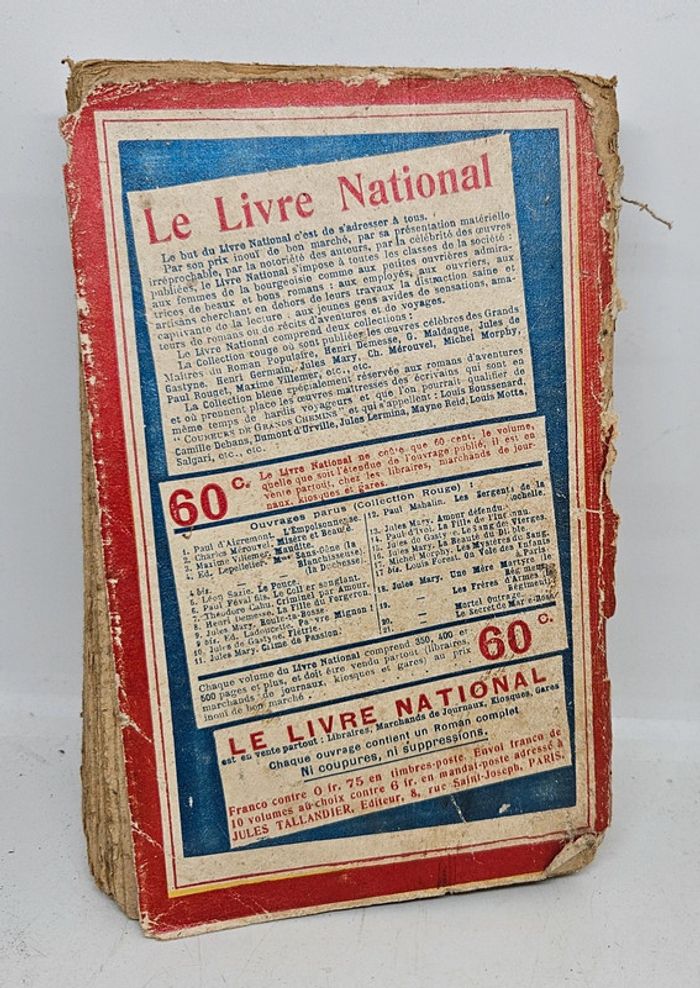 Le Livre National
Le but du Livre National c'est de s'adresser à tous.
Par son prix inouï de bon marché, par sa présentation matérielle
irréprochable, par la notoriété des auteurs, par la célébrité des œuvres
publiées, le Livre National s'impose à toutes les classes de la société :
aux femmes de la bourgeoisie comme aux petites ouvrières admira-
trices de beaux et bons romans : aux employés, aux ouvriers, aux
artisans cherchant en dehors de leurs travaux la distraction saine et
captivante de la lecture : aux jeunes gens avides de sensations, ama-
teurs de romans ou de récits d'aventures et de voyages.
Le Livre National comprend deux collections :
La Collection rouge où sont publiées les œuvres célèbres des Grands
Maîtres du Roman Populaire, Henri Demesse, G. Maldague, Jules de
Gastyne, Henri Germain, Jules Mary, Ch. Mérouvel, Michel Morphy,
Paul Rouget, Maxime Villemer, etc., etc.
La Collection bleue spécialement réservée aux romans d'aventures
et où prennent place les œuvres maîtresses des écrivains qui sont en
même temps de hardis voyageurs et que l'on pourrait qualifier de
"COUREURS DE GRANDS CHEMINS" et qui s'appellent : Louis Boussenard,
Camille Debans, Dumont d'Urville, Jules Lermina, Mayne Reid, Louis Motta,
Salgari, etc., etc.
60 C. Le Livre National ne coûte que 60 cent. le volume,
quelle que soit l'étendue de l'ouvrage publié, il est en
vente partout, chez les libraires, marchands de jour-
naux, kiosques et gares.
Ouvrages parus (Collection Rouge) :
1. Paul d'Aigremont. L'Empoisonneuse.
2. Charles Mérouvel. Misère et Beauté.
3. Maxime Villemer. Maudite.
4. Ed. Lepelletier. Mme Sans-Gêne (la
Blanchisseuse).
4 bis. — (la Duchesse).
5. Léon Sazie. Le Pouce.
6. Paul Féval fils. Le Collier sanglant.
7. Théodore Cahu. Criminel par Amour.
8. Henri Demesse. La Fille du Forgeron.
9. Jules Mary. Roule-ta-Bosse.
9 bis. Ed. Ladoucette. Pauvre Mignon !
10. Jules de Gastyne. Flétrie.
11. Jules Mary. Crime de Passion.
12. Paul Mahalin. Les Sergents de la
Rochelle.
13. Jules Mary. Amour défendu.
14. Paul d'Ivoi. La Fille de l'inconnu.
15. Jules de Gastyne. Le Sang des Vierges.
16. Jules Mary. La Beauté du Diable.
17. Michel Morphy. Les Mystères du Sang.
17 bis. Louis Forest. On Vole des Enfants
à Paris.
18. Jules Mary. Une Mère Martyre (le
Régiment).
19. — Les Frères d'Armes (le
Régiment).
20. — Mortel Outrage.
21. — Le Secret de Marie-Rose
Chaque volume du Livre National comprend 350, 400 et
500 pages et plus, et doit être vendu partout (libraires,
marchands de journaux, kiosques et gares) au prix
inouï de bon marché :
60 C.
LE LIVRE NATIONAL
est en vente partout : Libraires, Marchands de Journaux, Kiosques, Gares
Chaque ouvrage contient un Roman complet
Ni coupures, ni suppressions.
Franco contre 0 fr. 75 en timbres-poste. Envoi franco de
10 volumes au choix contre 6 fr. en mandat-poste adressé à
JULES TALLANDIER, Editeur, 8, rue Saint-Joseph, PARIS.